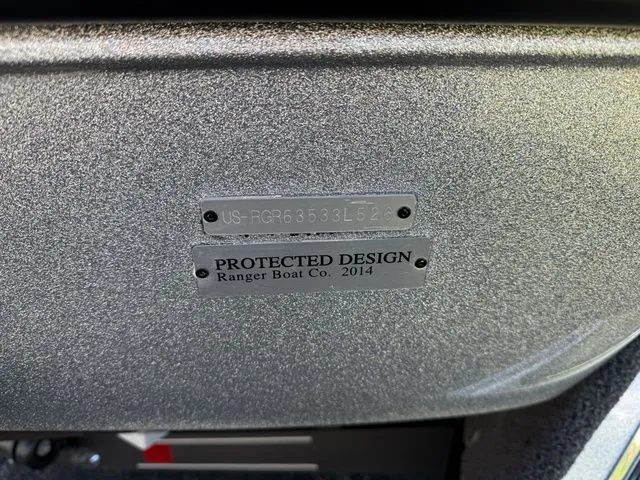 US-RGR63533L526
PROTECTED DESIGN
Ranger Boat Co. 2014